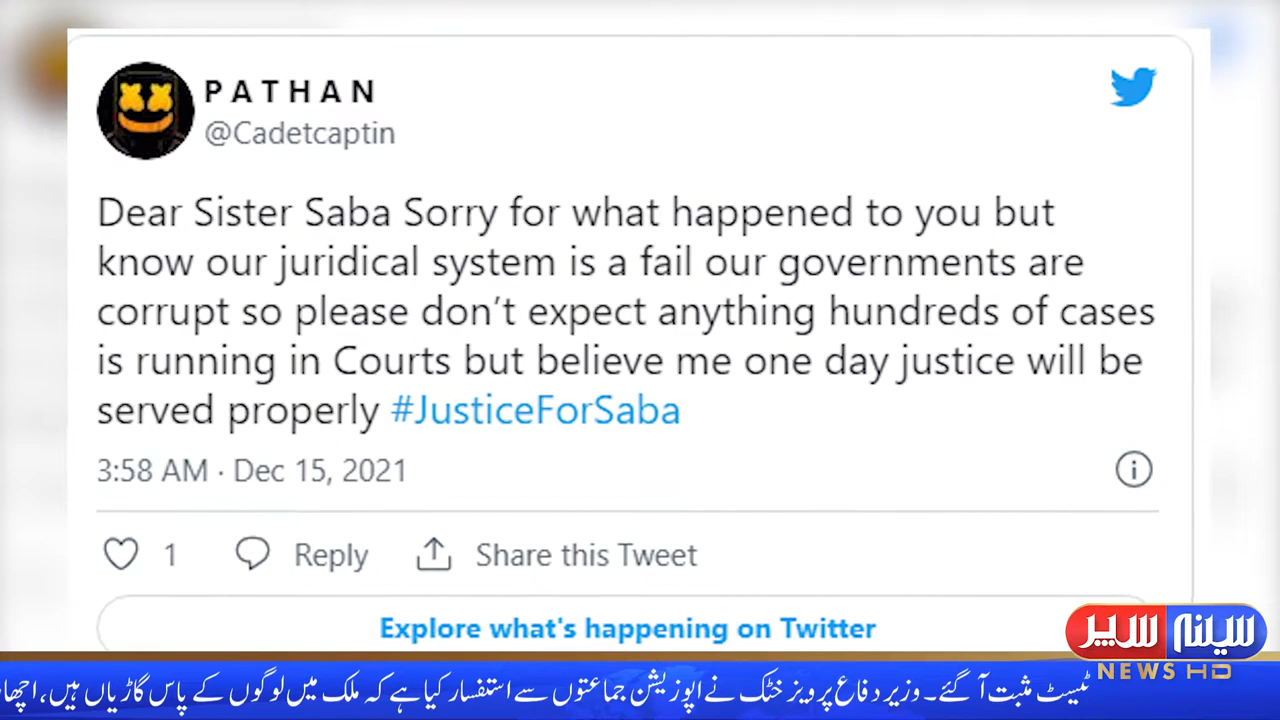 P A T H A N
@Cadetcaptin
Dear Sister Saba Sorry for what happened to you but
know our juridical system is a fail our governments are
corrupt so please don’t expect anything hundreds of cases
is running in Courts but believe me one day justice will be
served properly #JusticeForSaba
3:58 AM · Dec 15, 2021
1 Reply Share this Tweet
Explore what's happening on Twitter
سینہ سپر
NEWS HD
ٹیسٹ مثبت آ گئے۔ وزیر دفاع پرویز خٹک نے اپوزیشن جماعتوں سے استفسار کیا ہے کہ ملک میں لوگوں کے پاس گاڑیاں ہیں، اچھا